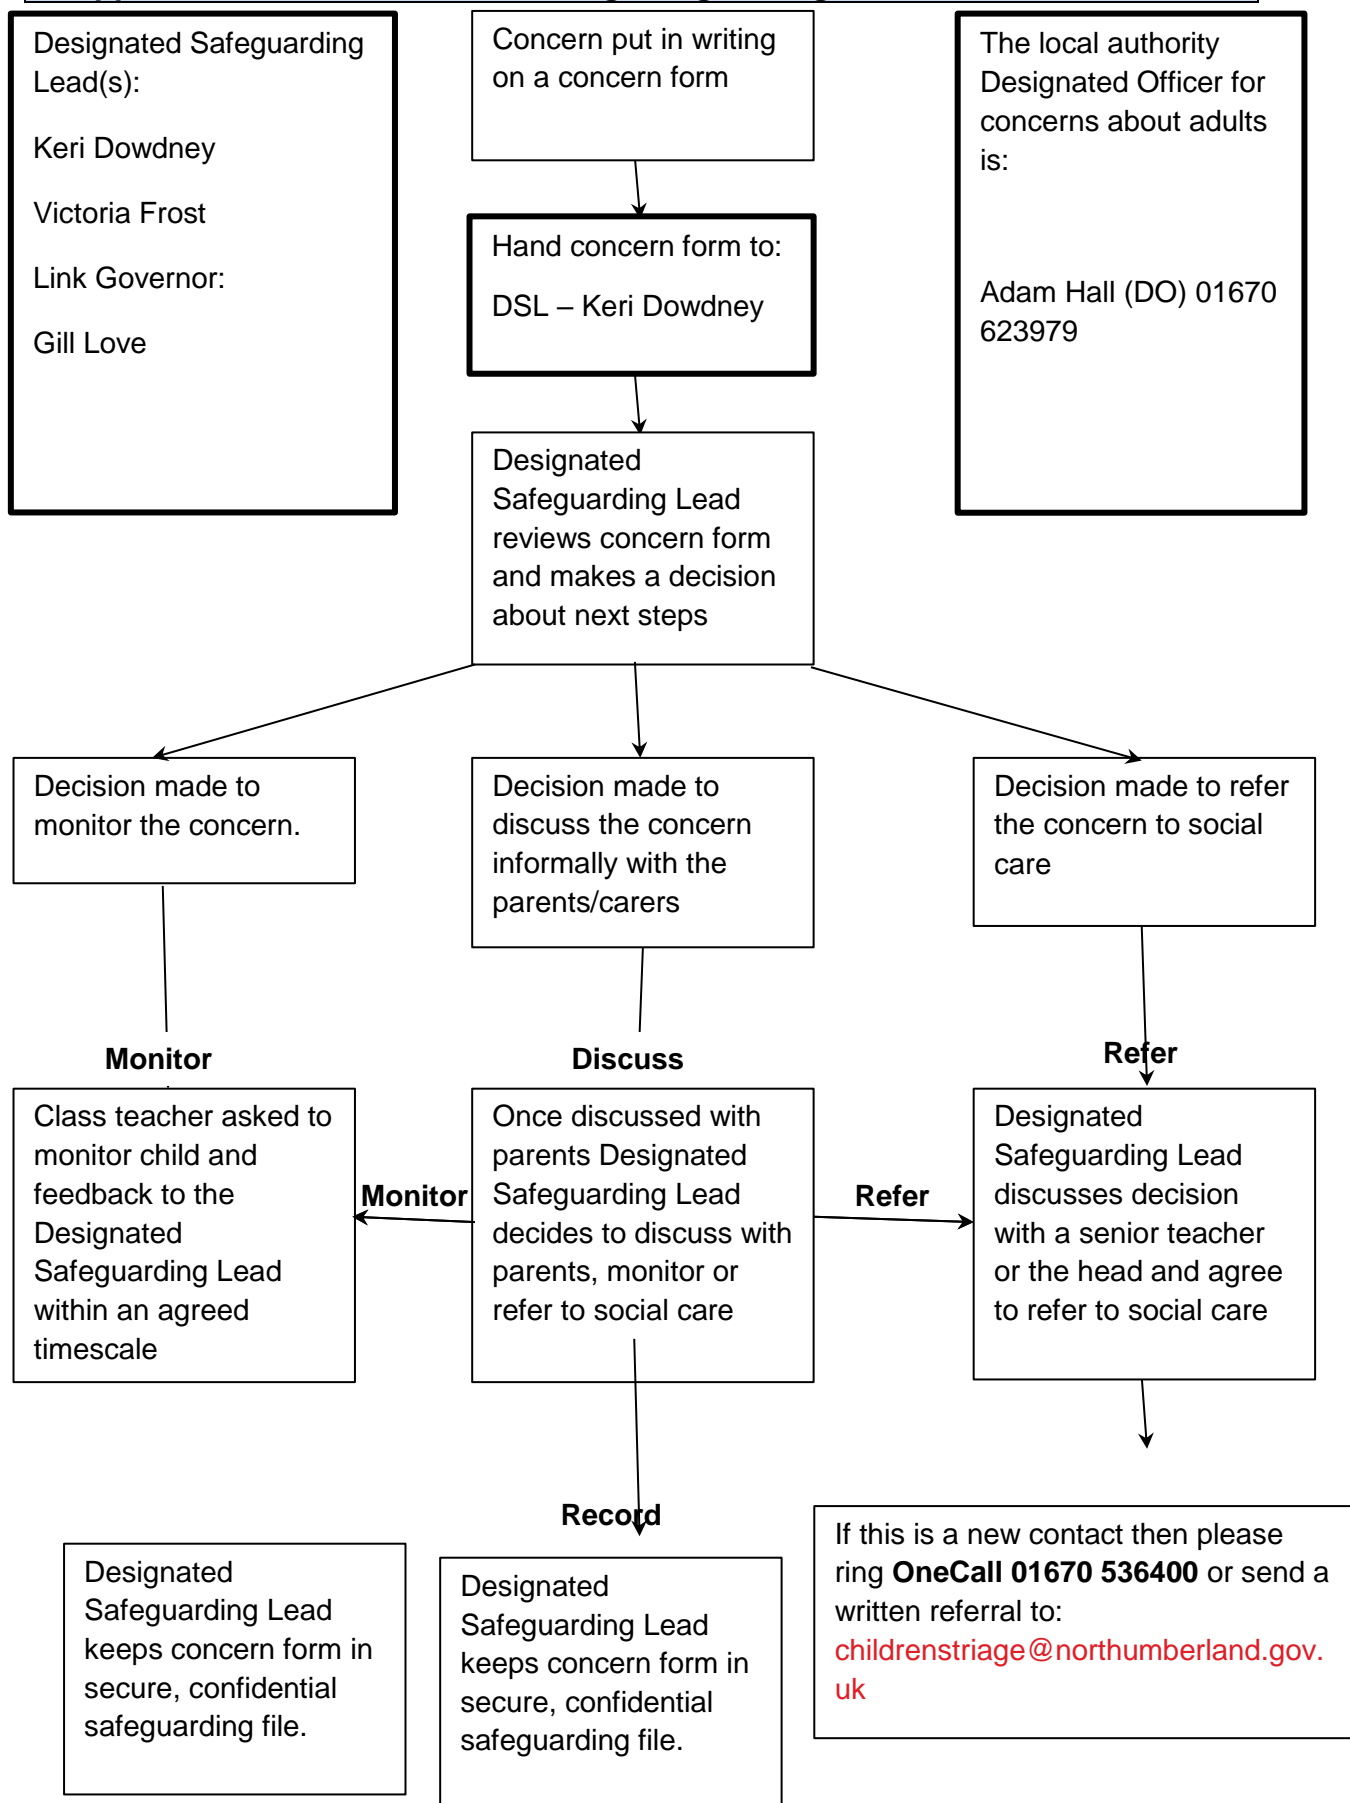 Designated Safeguarding
Lead(s):
Keri Dowdney
Victoria Frost
Link Governor:
Gill Love
Concern put in writing
on a concern form
The local authority
Designated Officer for
concerns about adults
is:
Adam Hall (DO) 01670
623979
Hand concern form to:
DSL – Keri Dowdney
Designated
Safeguarding Lead
reviews concern form
and makes a decision
about next steps
Decision made to
monitor the concern.
Decision made to
discuss the concern
informally with the
parents/carers
Decision made to refer
the concern to social
care
Monitor
Discuss
Refer
Class teacher asked to
monitor child and
feedback to the
Designated
Safeguarding Lead
within an agreed
timescale
Monitor
Once discussed with
parents Designated
Safeguarding Lead
decides to discuss with
parents, monitor or
refer to social care
Refer
Designated
Safeguarding Lead
discusses decision
with a senior teacher
or the head and agree
to refer to social care
Record
Designated
Safeguarding Lead
keeps concern form in
secure, confidential
safeguarding file.
Designated
Safeguarding Lead
keeps concern form in
secure, confidential
safeguarding file.
If this is a new contact then please
ring OneCall 01670 536400 or send a
written referral to:
childrenstriage@northumberland.gov.
uk